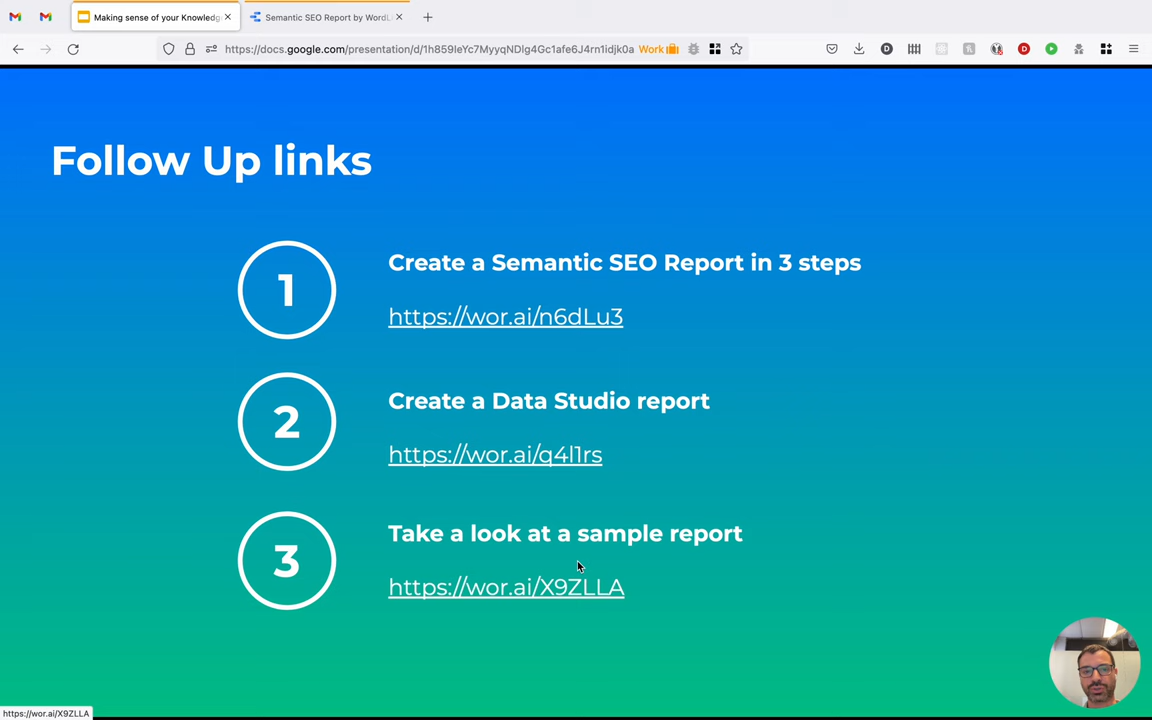 Making sense of your Knowledg
Semantic SEO Report by WordL
https://docs.google.com/presentation/d/1h859IeYc7MyyqNDlg4Gc1afe6J4rn1idjk0a
Work
Follow Up links
1
Create a Semantic SEO Report in 3 steps
https://wor.ai/n6dLu3
2
Create a Data Studio report
https://wor.ai/q4l1rs
3
Take a look at a sample report
https://wor.ai/X9ZLLA
https://wor.ai/X9ZLLA